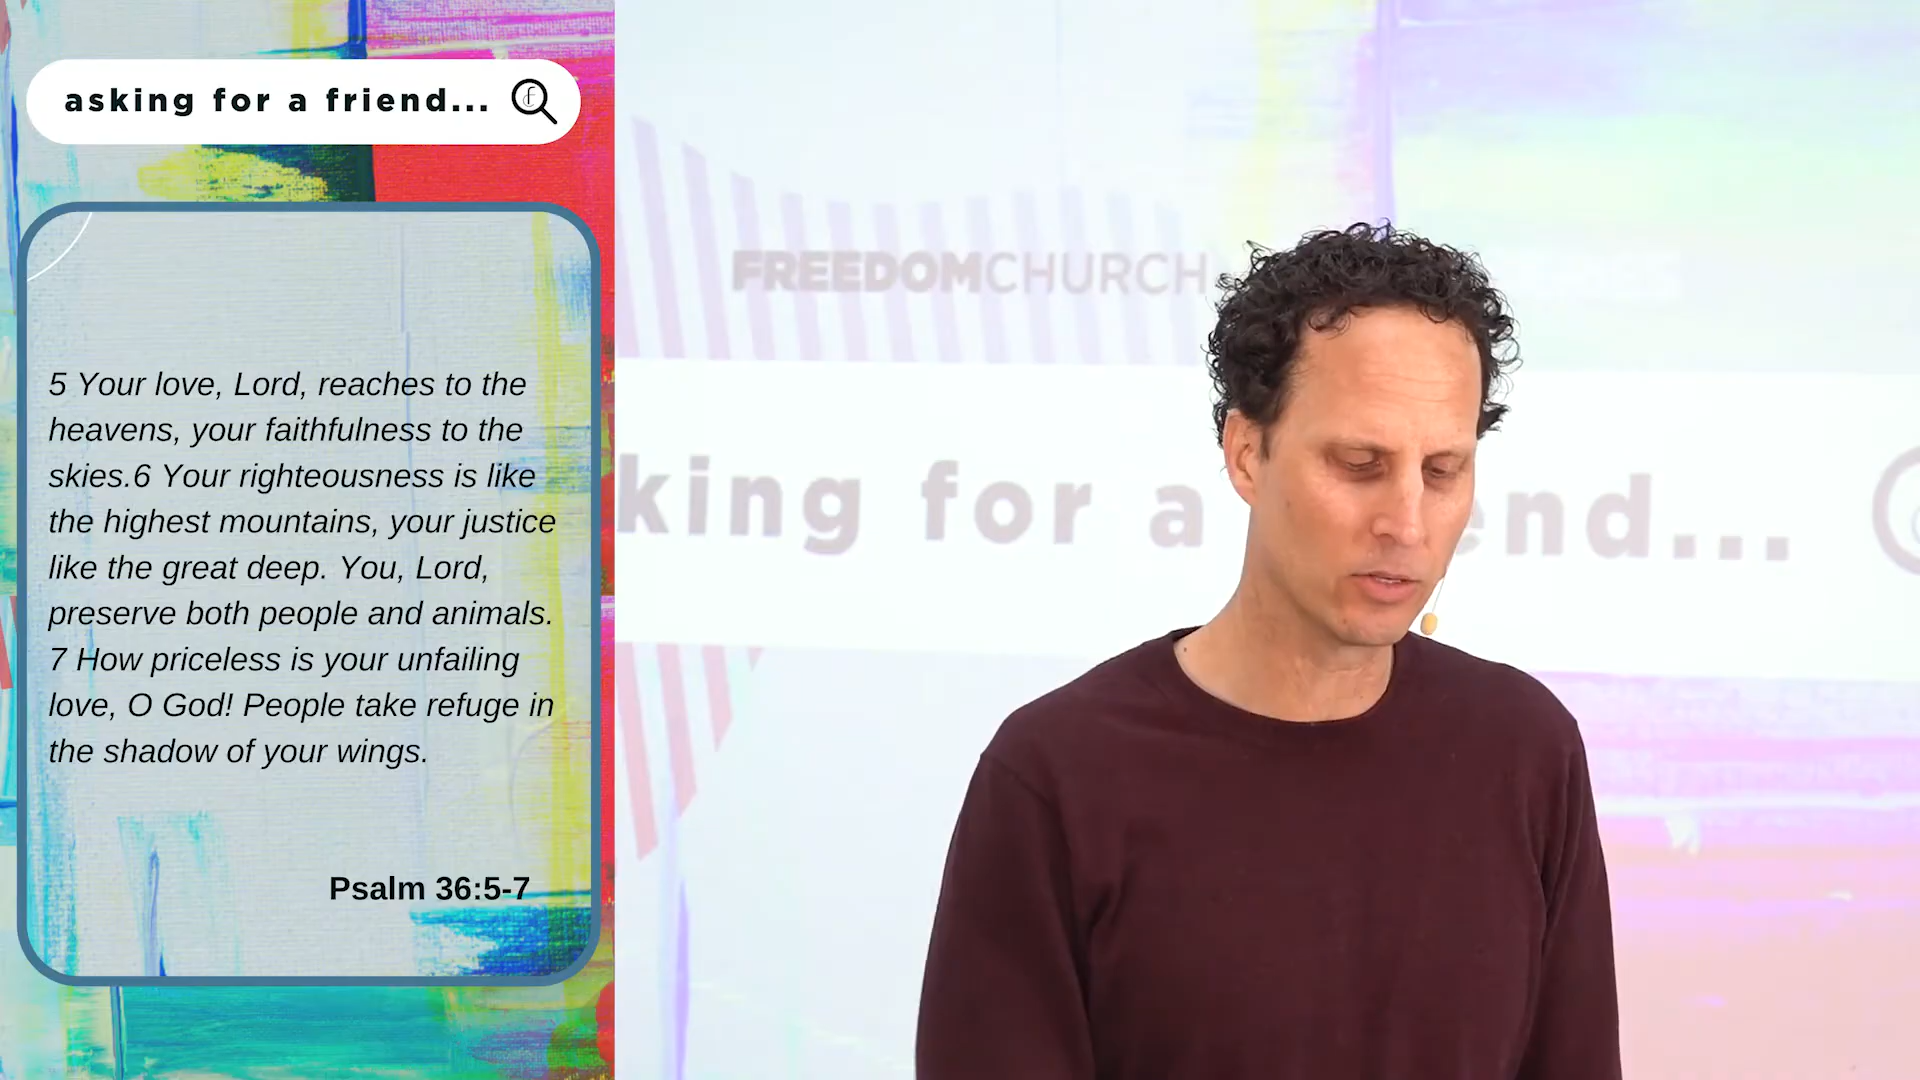 asking for a friend...
5 Your love, Lord, reaches to the
heavens, your faithfulness to the
skies.6 Your righteousness is like
the highest mountains, your justice
like the great deep. You, Lord,
preserve both people and animals.
7 How priceless is your unfailing
love, O God! People take refuge in
the shadow of your wings.
Psalm 36:5-7
FREEDOMCHURCH
king for a end...